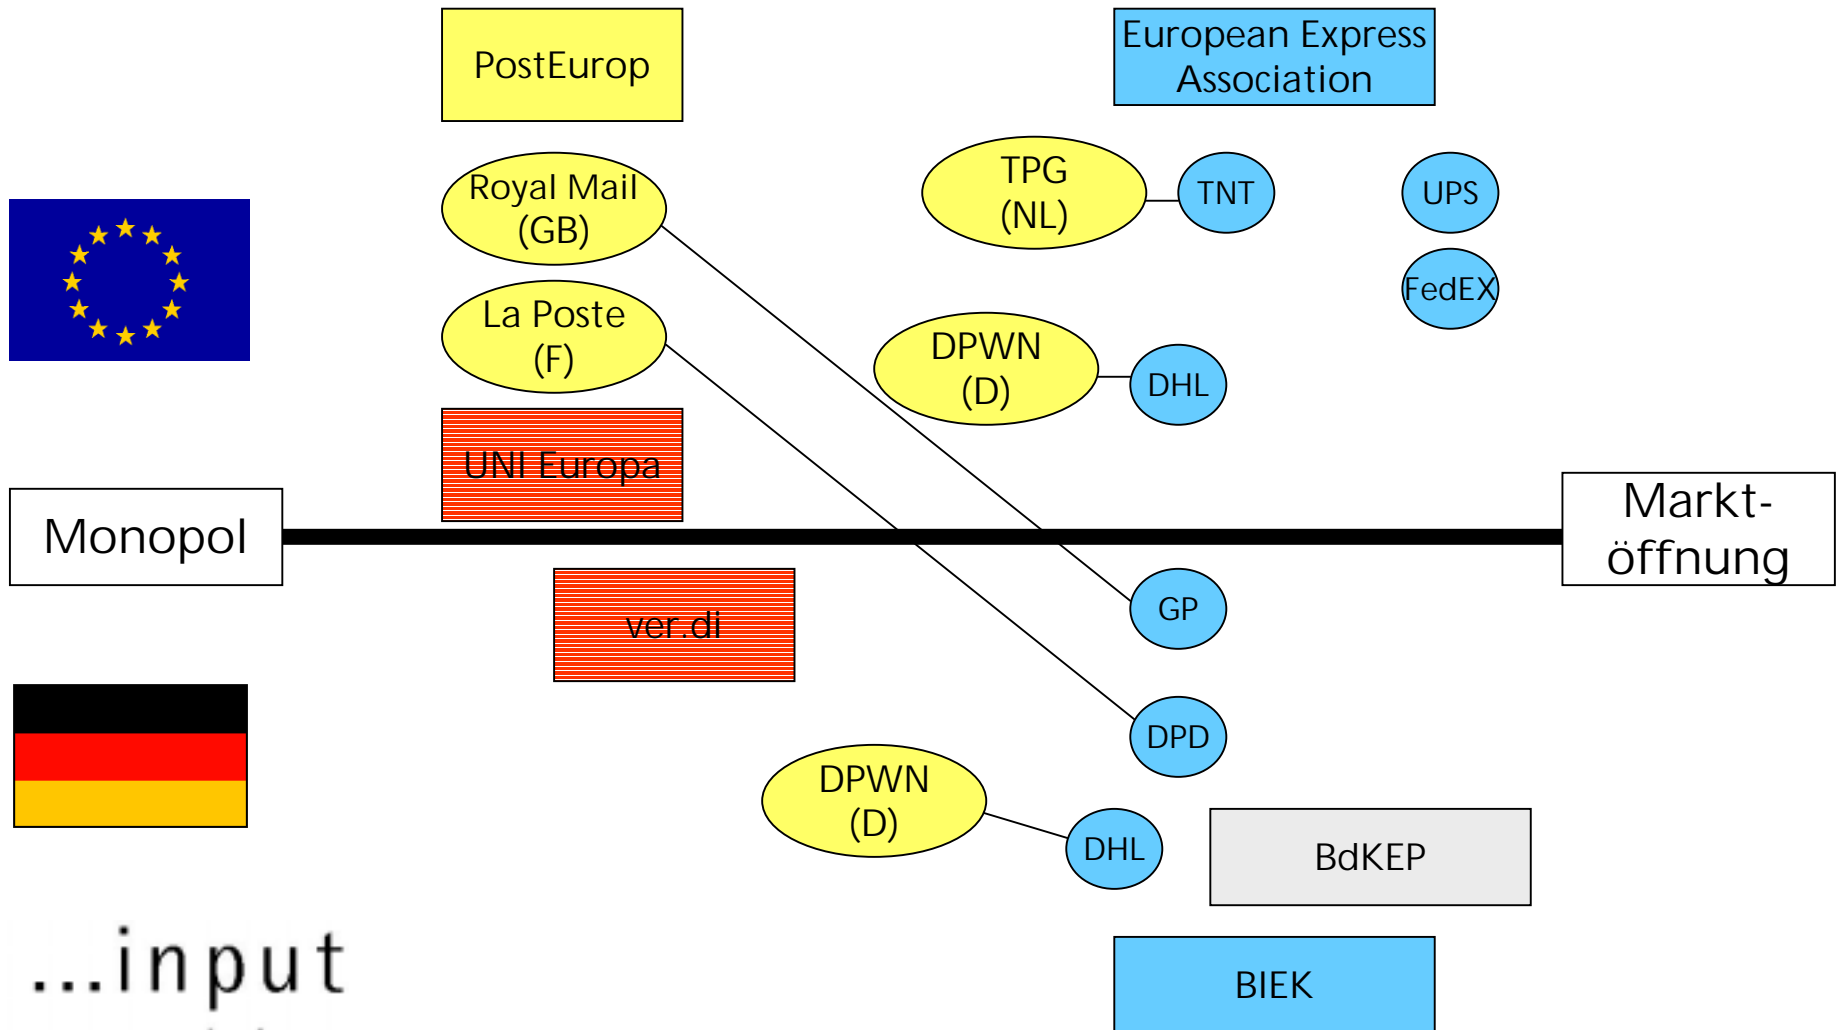 PostEurop
European Express
Association
Royal Mail
(GB)
TPG
(NL)
TNT
UPS
FedEX
La Poste
(F)
DPWN
(D)
DHL
UNI Europa
Monopol
Markt-
öffnung
ver.di
GP
DPD
DPWN
(D)
DHL
BdKEP
BIEK
...input